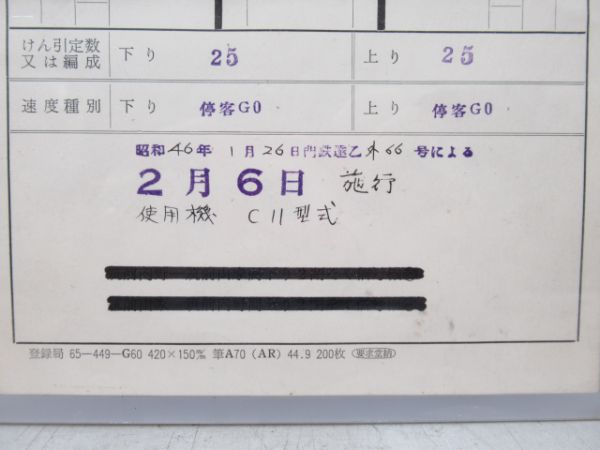 けん引定数又は編成 下り 25 上り 25
速度種別 下り 停客G0 上り 停客G0
昭和46年 1月26日門鉄運乙外66号による
2月6日 施行
使用機 C11型式
登録局 65-449-G60 420×150㎜ 筆A70 (AR) 44.9 200枚